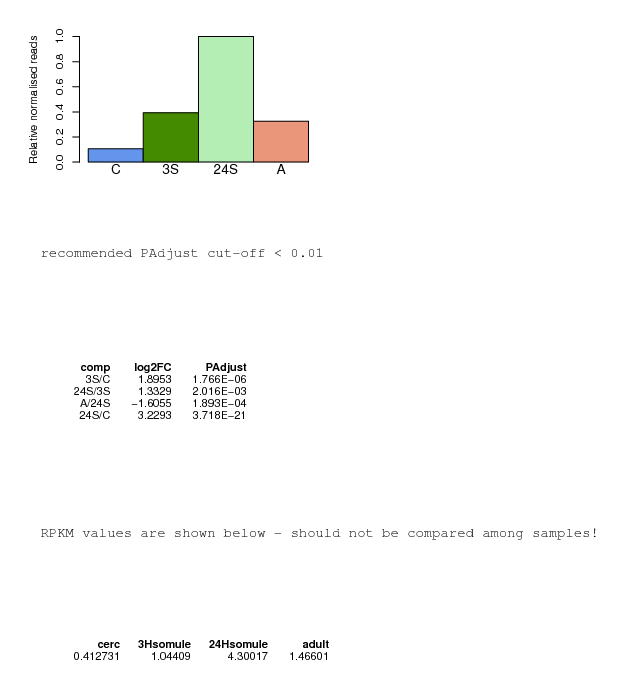 Relative normalised reads
1.0
0.8
0.6
0.4
0.2
0.0
C 3S 24S A
recommended PAdjust cut-off < 0.01
comp log2FC PAdjust
3S/C 1.8953 1.766E−06
24S/3S 1.3329 2.016E−03
A/24S −1.6055 1.893E−04
24S/C 3.2293 3.718E−21
RPKM values are shown below - should not be compared among samples!
cerc 3Hsomule 24Hsomule adult
0.412731 1.04409 4.30017 1.46601